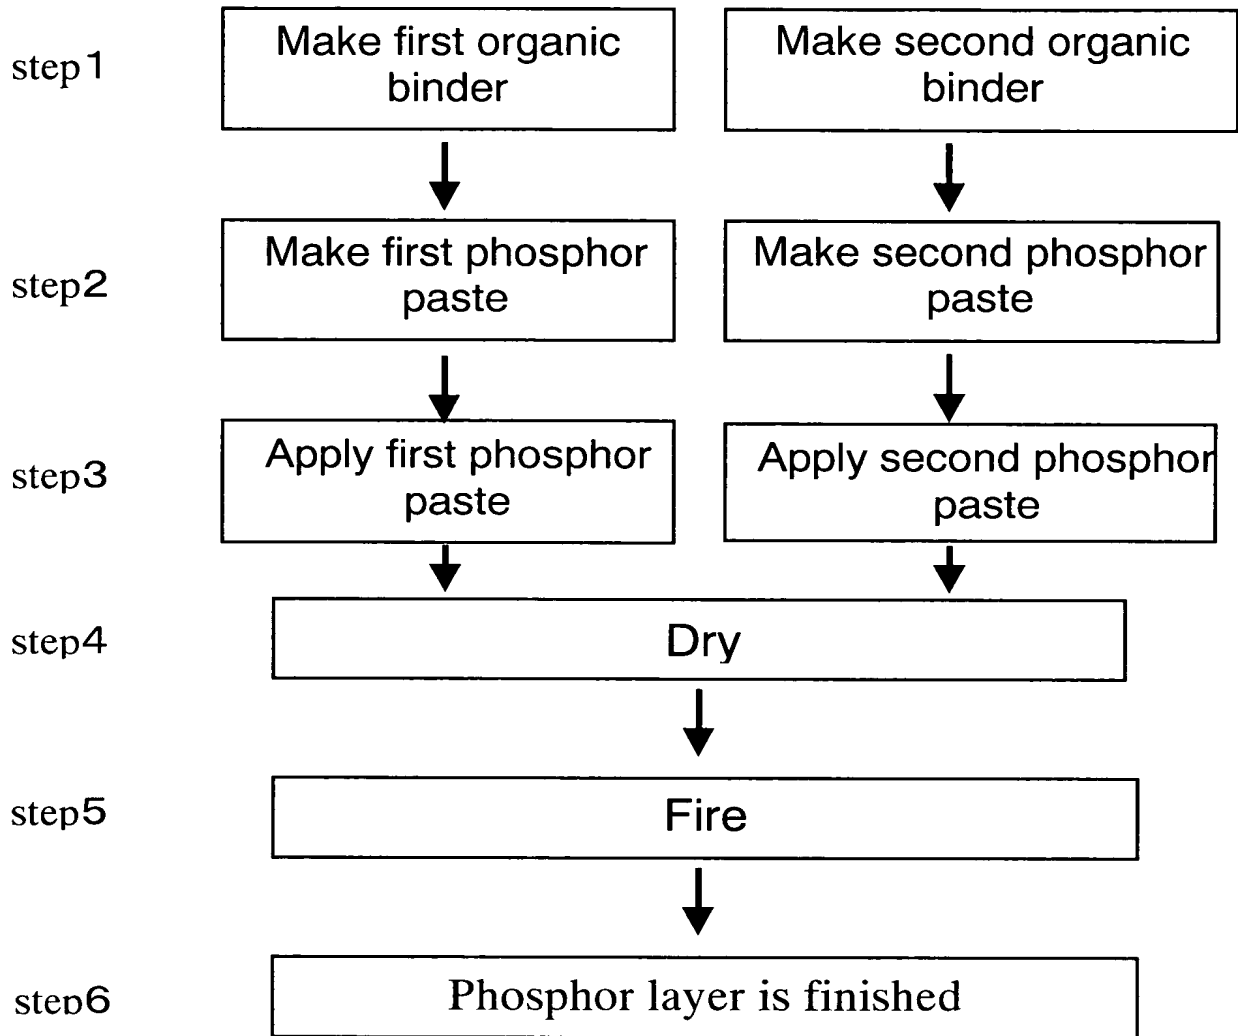 step1
Make first organic
binder
Make second organic
binder
step2
Make first phosphor
paste
Make second phosphor
paste
step3
Apply first phosphor
paste
Apply second phosphor
paste
step4
Dry
step5
Fire
step6
Phosphor layer is finished